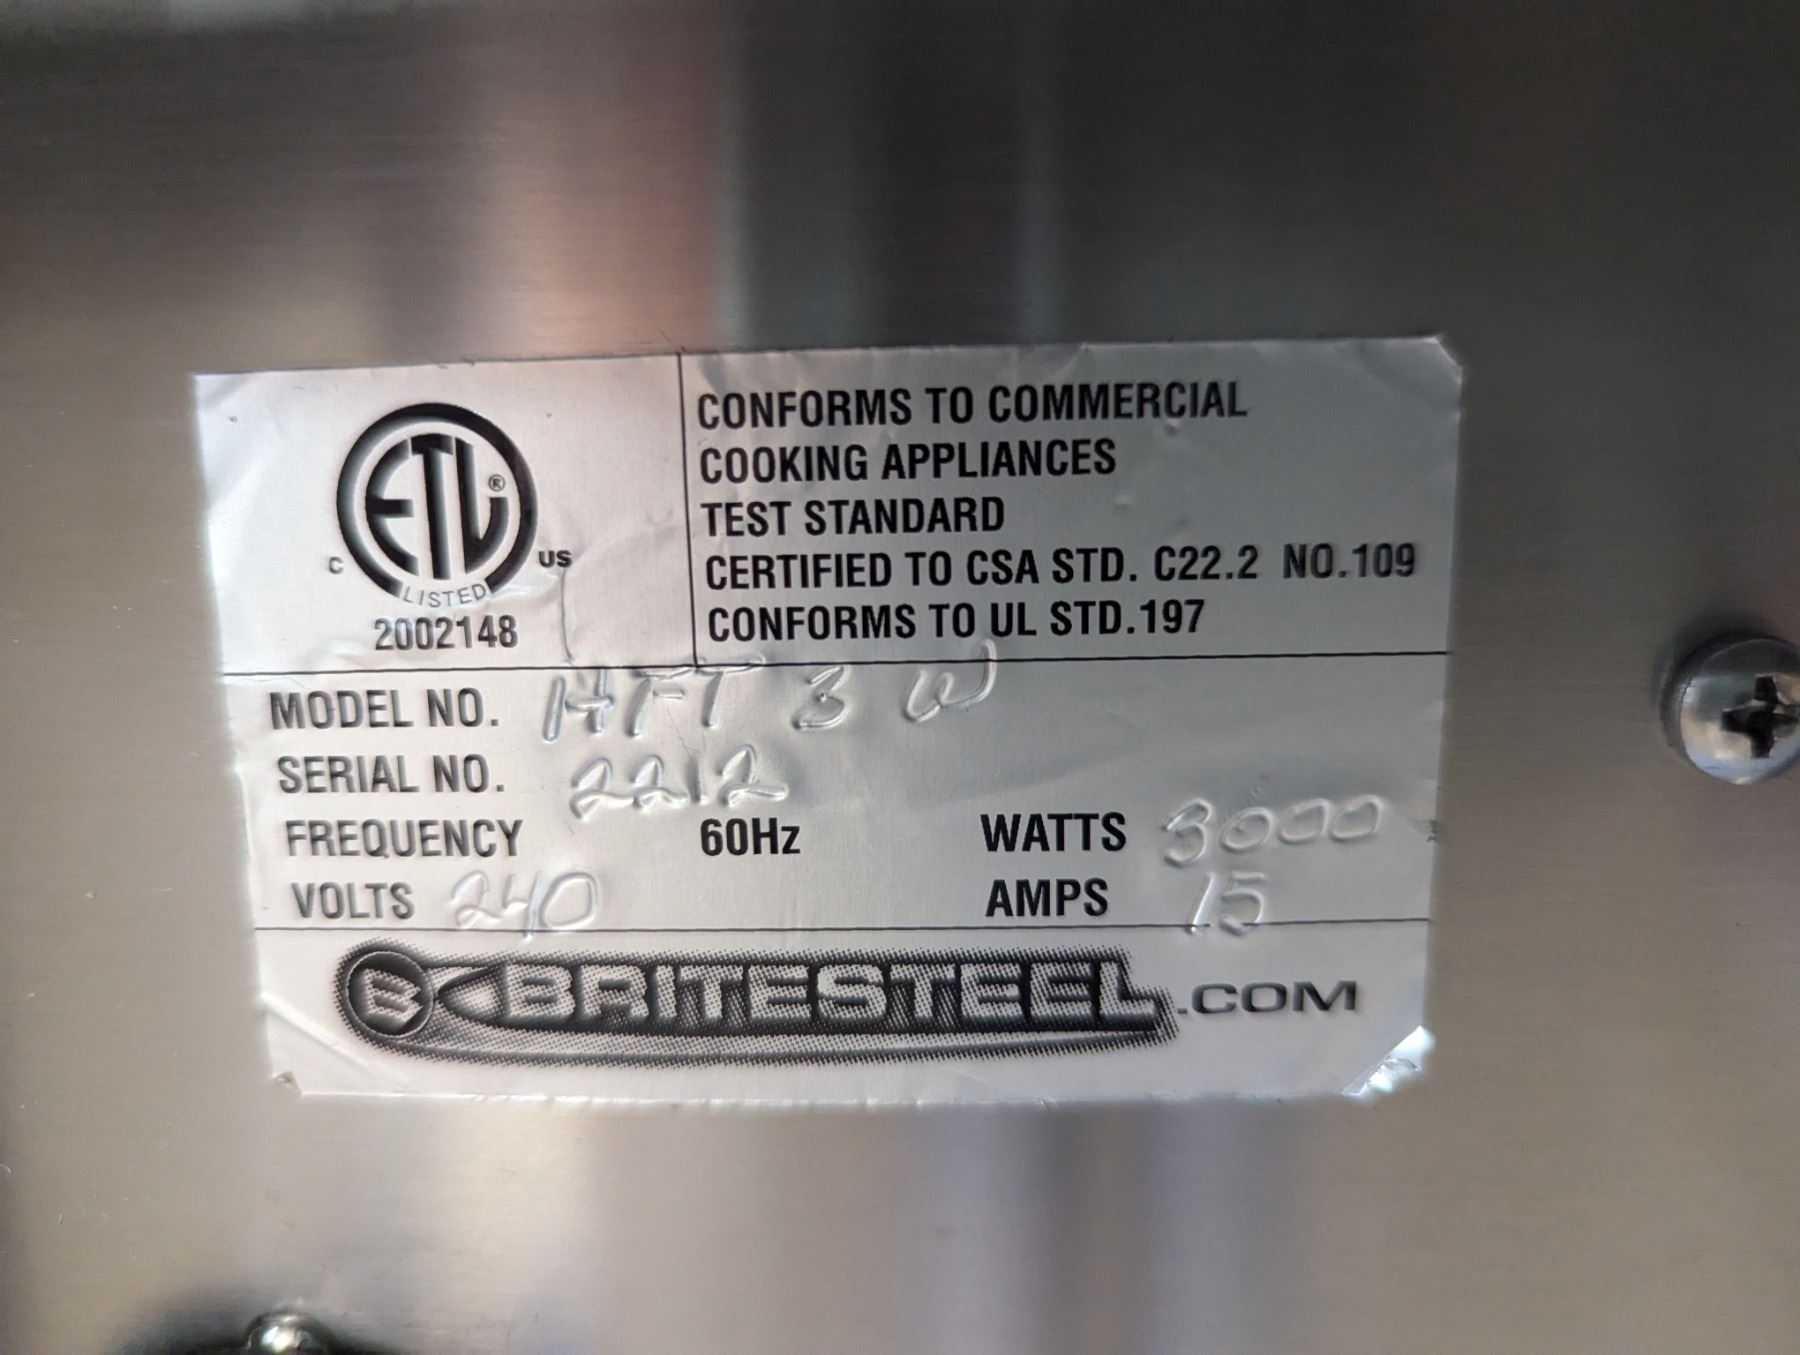 ETL®
C US
LISTED
2002148
CONFORMS TO COMMERCIAL
COOKING APPLIANCES
TEST STANDARD
CERTIFIED TO CSA STD. C22.2 NO.109
CONFORMS TO UL STD.197
MODEL NO. HFT 3 W
SERIAL NO. 2212
FREQUENCY 60Hz WATTS 3000
VOLTS 240 AMPS 15
B BRITESTEEL.COM